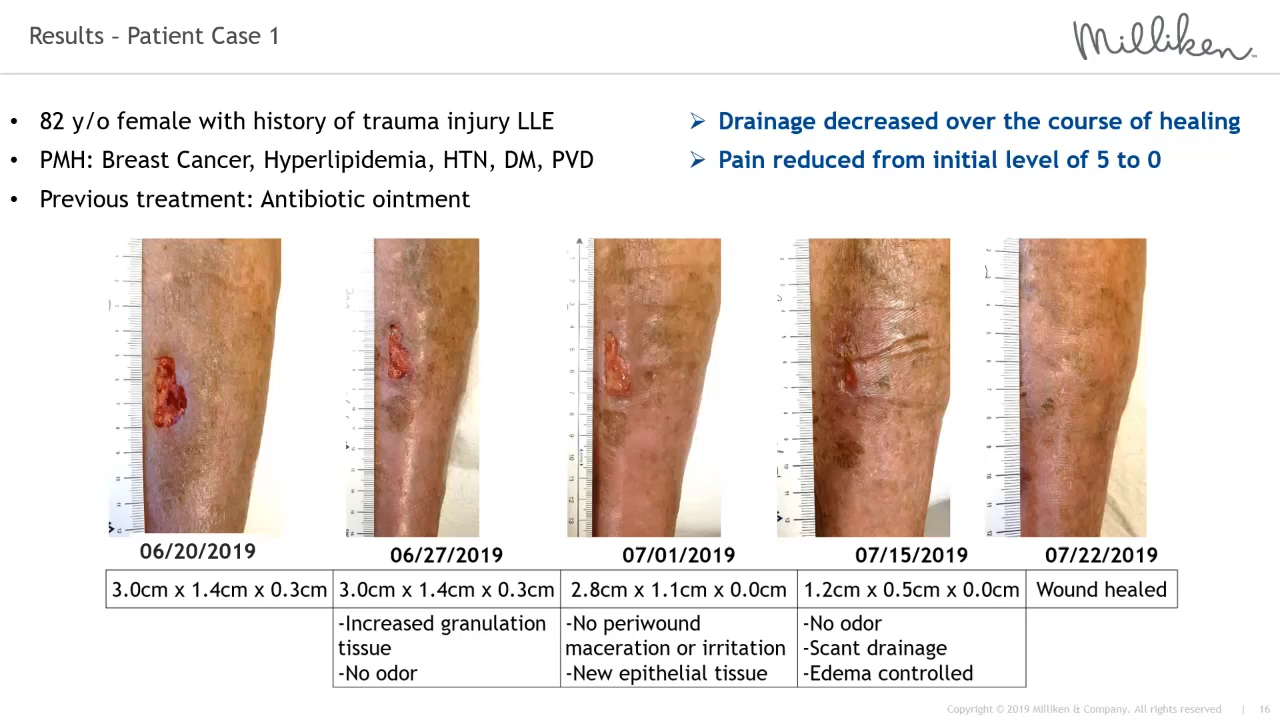 Results – Patient Case 1
Milliken™
• 82 y/o female with history of trauma injury LLE
• PMH: Breast Cancer, Hyperlipidemia, HTN, DM, PVD
• Previous treatment: Antibiotic ointment
➢ Drainage decreased over the course of healing
➢ Pain reduced from initial level of 5 to 0
06/20/2019
06/27/2019
07/01/2019
07/15/2019
07/22/2019
3.0cm x 1.4cm x 0.3cm
3.0cm x 1.4cm x 0.3cm
2.8cm x 1.1cm x 0.0cm
1.2cm x 0.5cm x 0.0cm
Wound healed
-Increased granulation
tissue
-No odor
-No periwound
maceration or irritation
-New epithelial tissue
-No odor
-Scant drainage
-Edema controlled
Copyright © 2019 Milliken & Company. All rights reserved | 16